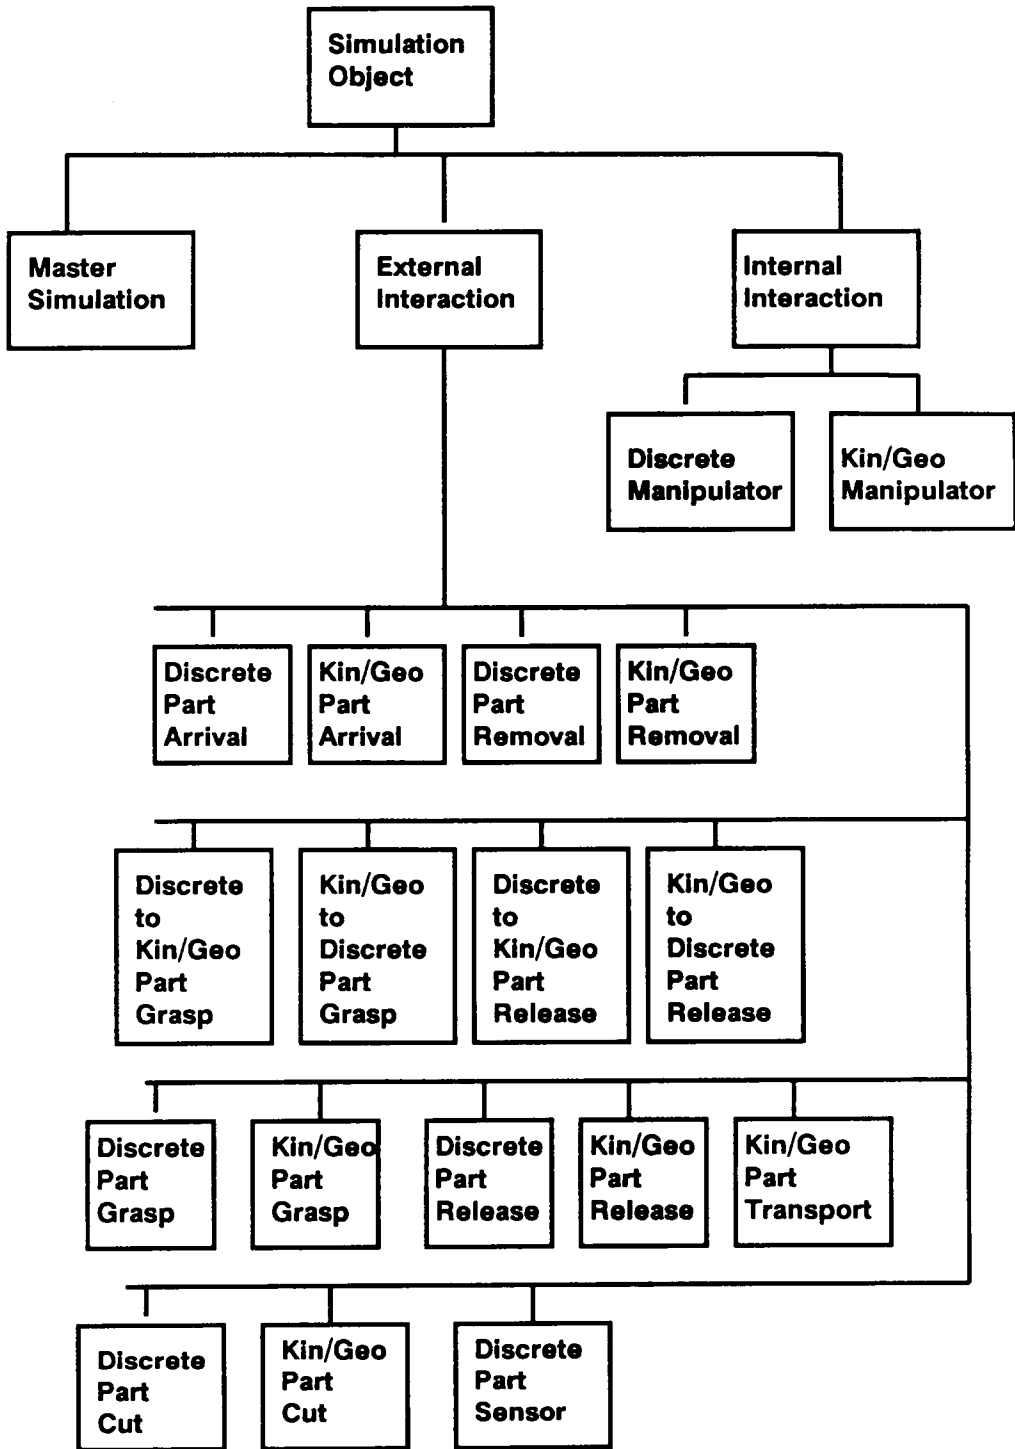 Simulation
Object
Master
Simulation
External
Interaction
Internal
Interaction
Discrete
Manipulator
Kin/Geo
Manipulator
Discrete
Part
Arrival
Kin/Geo
Part
Arrival
Discrete
Part
Removal
Kin/Geo
Part
Removal
Discrete
to
Kin/Geo
Part
Grasp
Kin/Geo
to
Discrete
Part
Grasp
Discrete
to
Kin/Geo
Part
Release
Kin/Geo
to
Discrete
Part
Release
Discrete
Part
Grasp
Kin/Geo
Part
Grasp
Discrete
Part
Release
Kin/Geo
Part
Release
Kin/Geo
Part
Transport
Discrete
Part
Cut
Kin/Geo
Part
Cut
Discrete
Part
Sensor